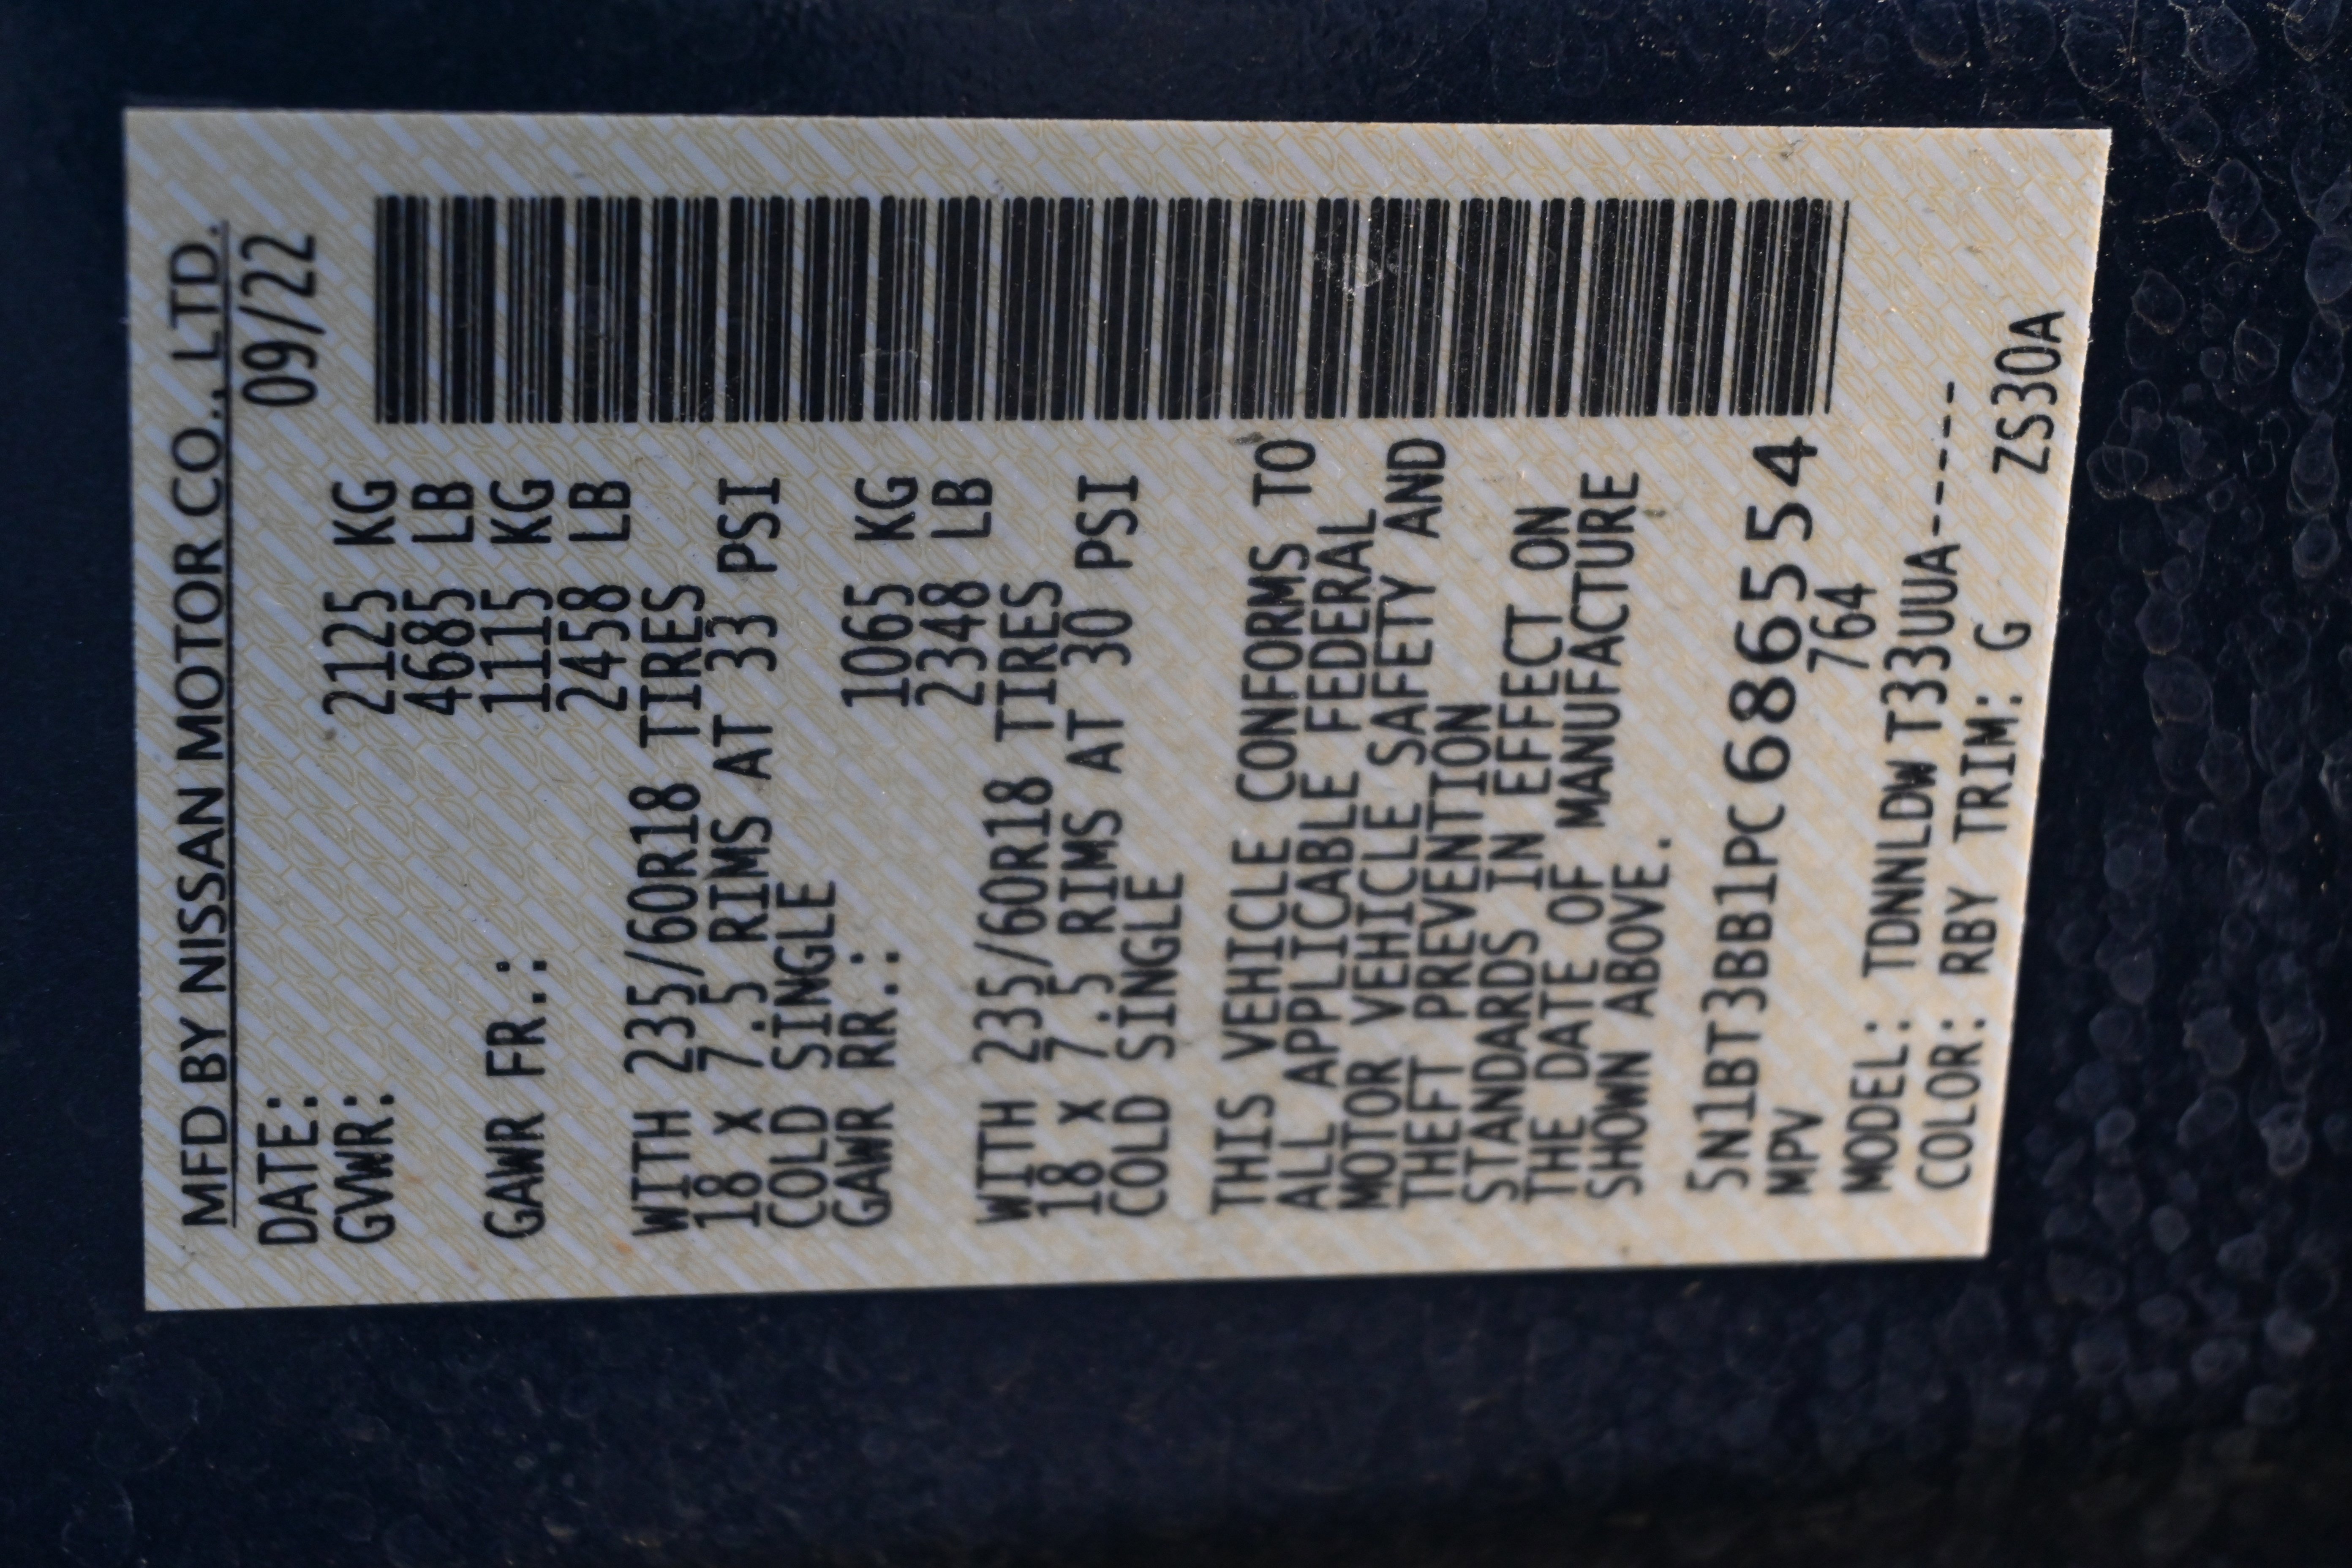 MFD BY NISSAN MOTOR CO., LTD.
DATE: 09/22
GVWR: 2125 KG
4685 LB
GAWR FR.: 1115 KG
2458 LB
WITH 235/60R18 TIRES
18 X 7.5 RIMS AT 33 PSI
COLD SINGLE
GAWR RR.: 1065 KG
2348 LB
WITH 235/60R18 TIRES
18 X 7.5 RIMS AT 30 PSI
COLD SINGLE
THIS VEHICLE CONFORMS TO
ALL APPLICABLE FEDERAL
MOTOR VEHICLE SAFETY AND
THEFT PREVENTION
STANDARDS IN EFFECT ON
THE DATE OF MANUFACTURE
SHOWN ABOVE.
5N1BT3BB1PC686554
MPV 764
MODEL: TDNNLDW T33UUA-----
COLOR: RBY TRIM: G ZS30A